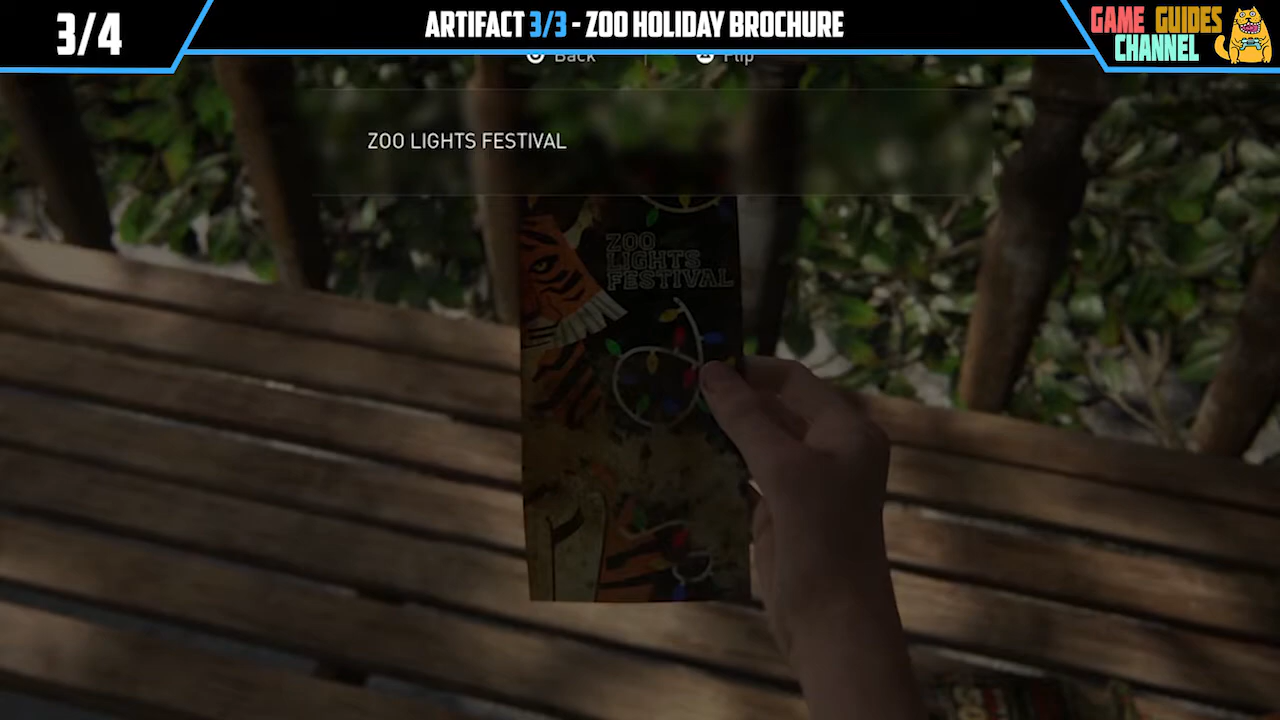 3/4
ARTIFACT 3/3 - ZOO HOLIDAY BROCHURE
GAME GUIDES
CHANNEL
Back
Flip
ZOO LIGHTS FESTIVAL
ZOO
LIGHTS
FESTIVAL